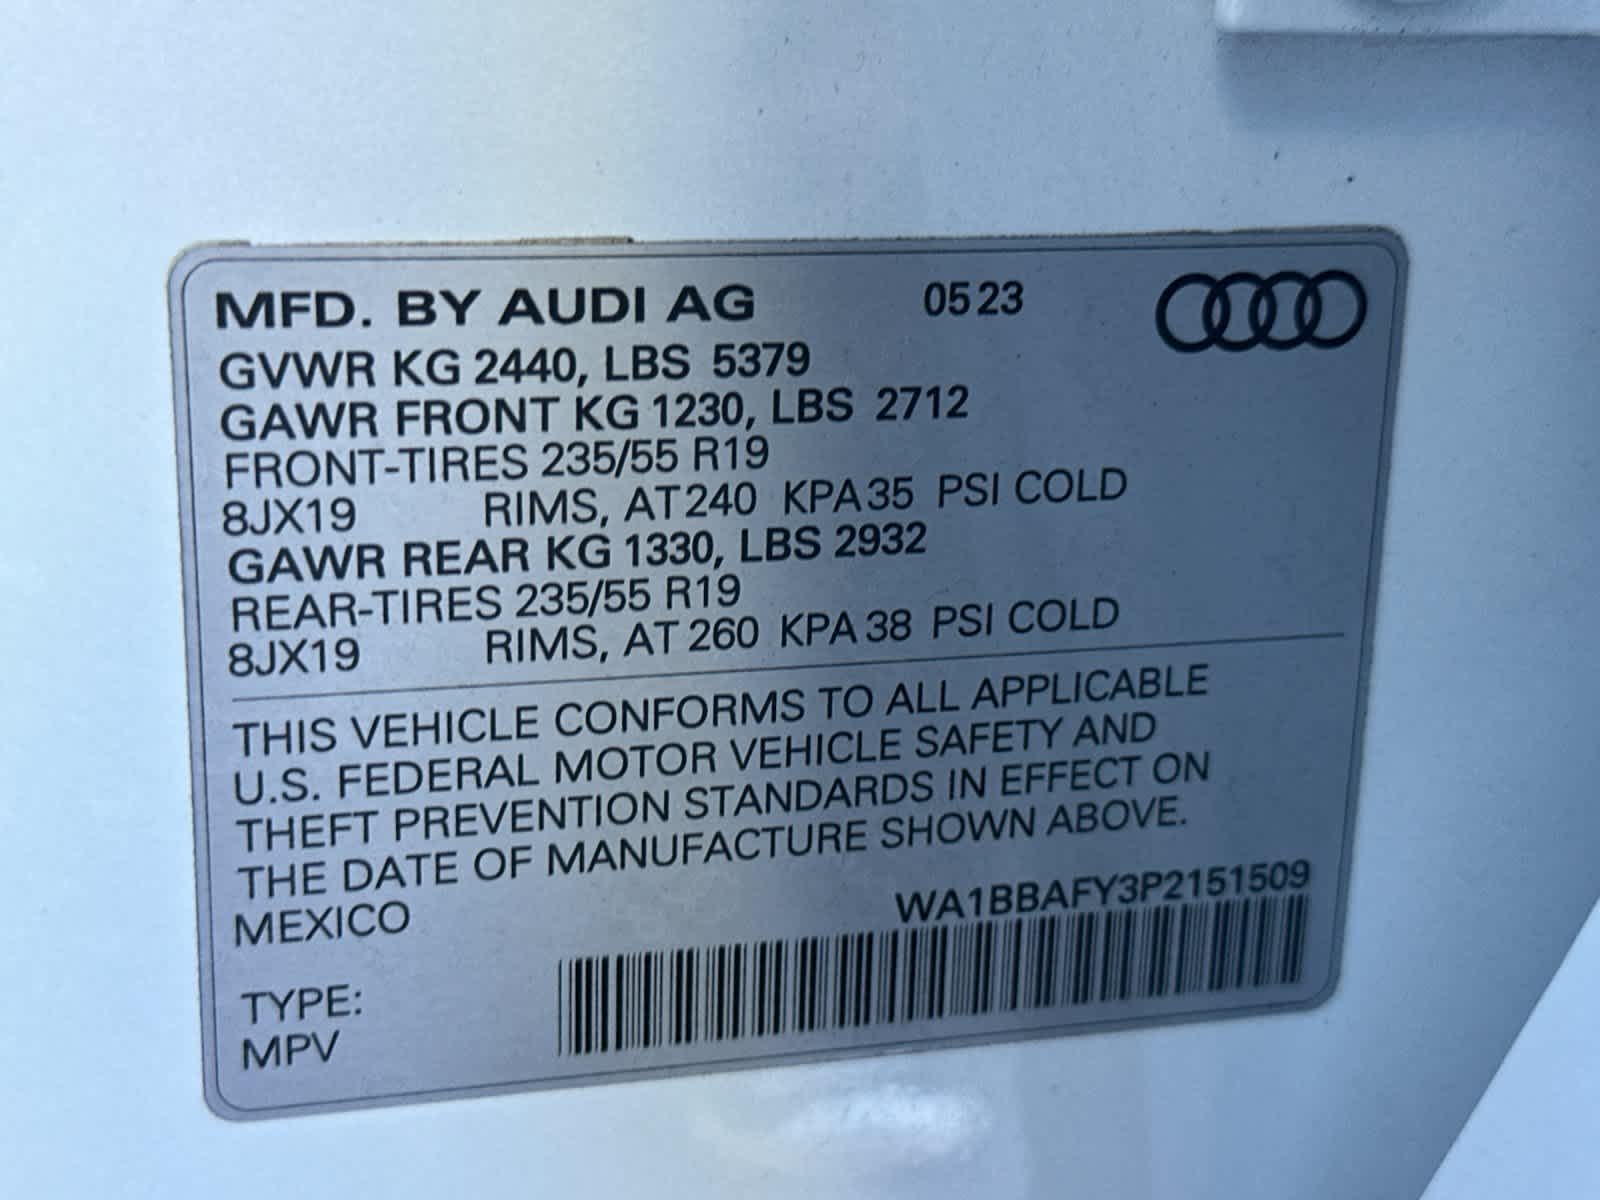 MFD. BY AUDI AG 05 23
GVWR KG 2440, LBS 5379
GAWR FRONT KG 1230, LBS 2712
FRONT-TIRES 235/55 R19
8JX19 RIMS, AT 240 KPA 35 PSI COLD
GAWR REAR KG 1330, LBS 2932
REAR-TIRES 235/55 R19
8JX19 RIMS, AT 260 KPA 38 PSI COLD
THIS VEHICLE CONFORMS TO ALL APPLICABLE
U.S. FEDERAL MOTOR VEHICLE SAFETY AND
THEFT PREVENTION STANDARDS IN EFFECT ON
THE DATE OF MANUFACTURE SHOWN ABOVE.
MEXICO WA1BBAFY3P2151509
TYPE:
MPV